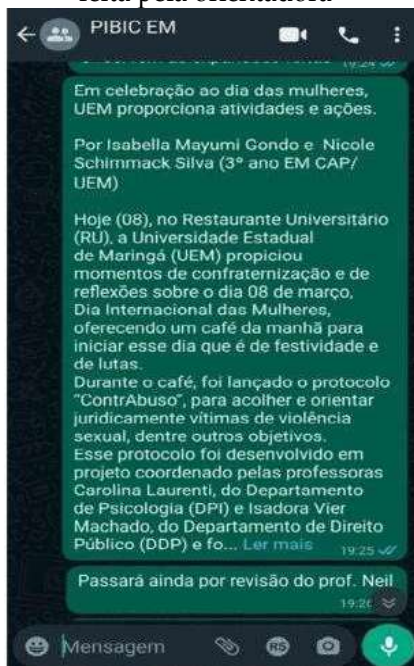 feita pela orientadora
PIBIC EM
19:24
Em celebração ao dia das mulheres,
UEM proporciona atividades e ações.
Por Isabella Mayumi Gondo e Nicole
Schimmack Silva (3º ano EM CAP/
UEM)
Hoje (08), no Restaurante Universitário
(RU), a Universidade Estadual
de Maringá (UEM) propiciou
momentos de confraternização e de
reflexões sobre o dia 08 de março,
Dia Internacional das Mulheres,
oferecendo um café da manhã para
iniciar esse dia que é de festividade e
de lutas.
Durante o café, foi lançado o protocolo
“ContrAbuso”, para acolher e orientar
juridicamente vítimas de violência
sexual, dentre outros objetivos.
Esse protocolo foi desenvolvido em
projeto coordenado pelas professoras
Carolina Laurenti, do Departamento
de Psicologia (DPI) e Isadora Vier
Machado, do Departamento de Direito
Público (DDP) e fo... Ler mais 19:25
Passará ainda por revisão do prof. Neil
Mensagem